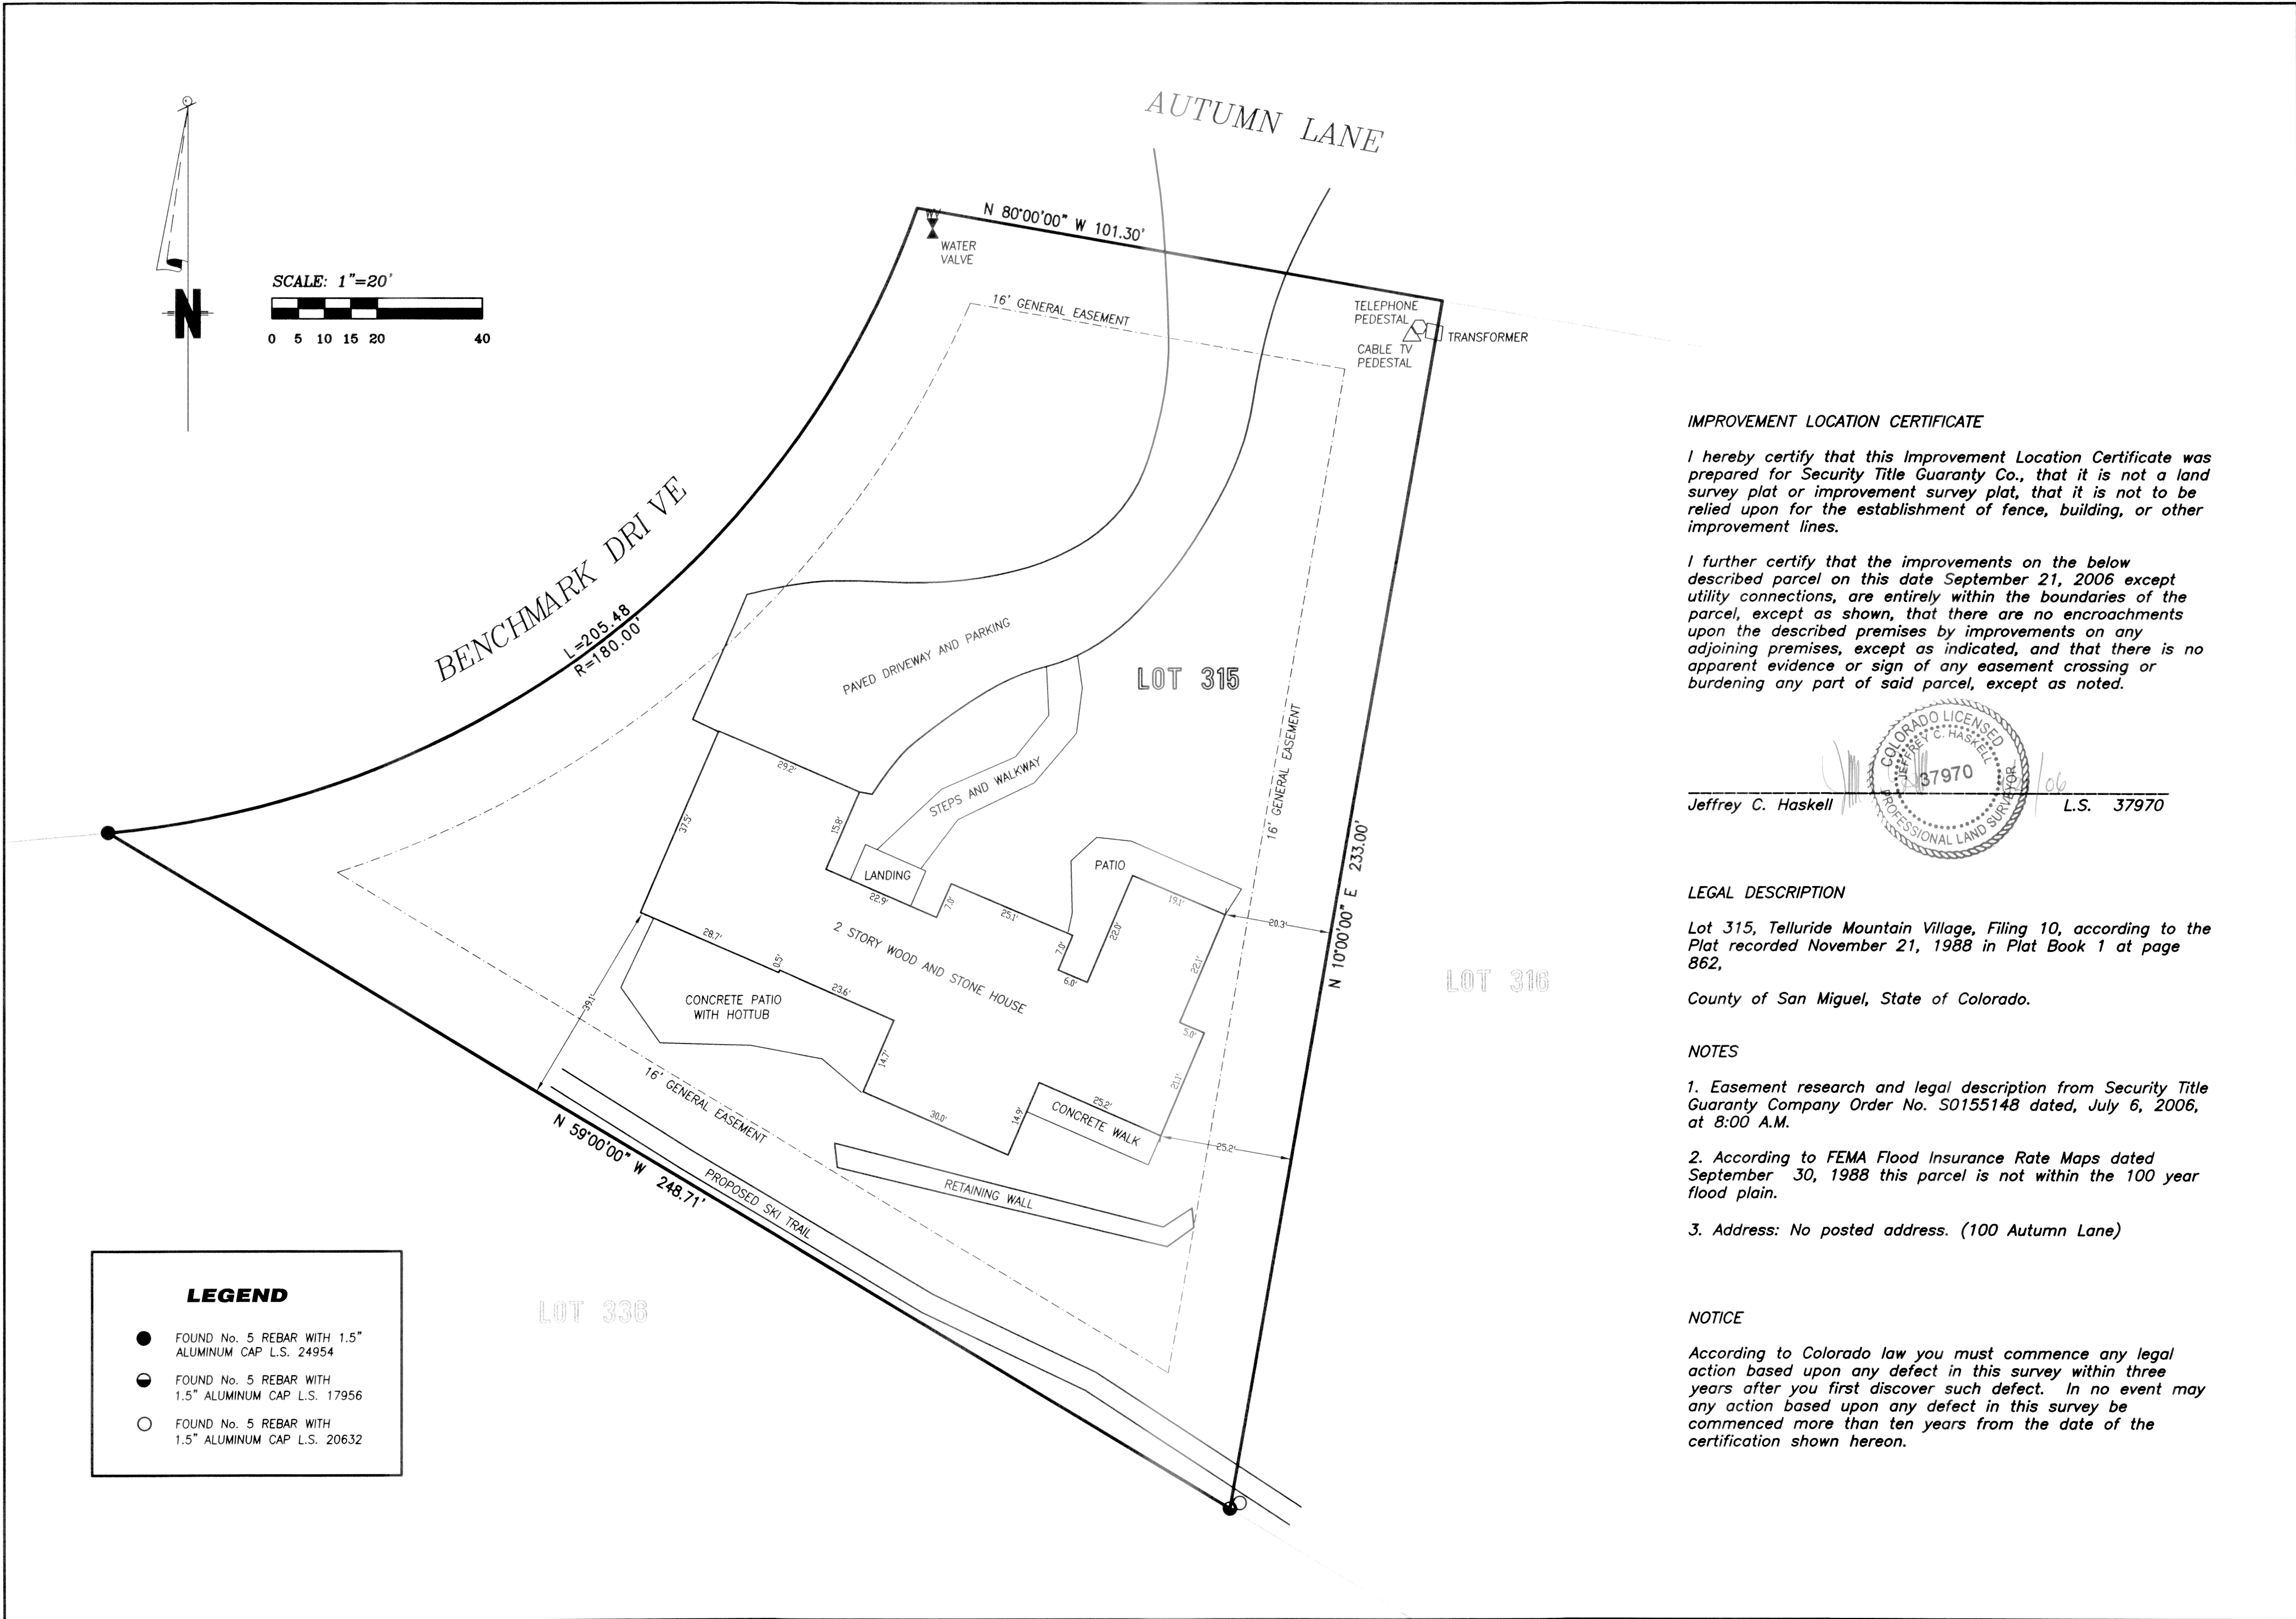 AUTUMN LANE
N 80°00'00" W 101.30'
W
WATER
VALVE
SCALE: 1"=20'
0 5 10 15 20 40
N
16' GENERAL EASEMENT
TELEPHONE
PEDESTAL
TRANSFORMER
CABLE TV
PEDESTAL
BENCHMARK DRIVE
L=205.48
R=180.00'
PAVED DRIVEWAY AND PARKING
LOT 315
16' GENERAL EASEMENT
29.2'
STEPS AND WALKWAY
37.5'
15.8'
LANDING
PATIO
22.9'
7.0'
25.1'
19.1'
22.0'
7.0'
6.0'
20.3'
N 10°00'00" E 233.00'
22.1'
28.7'
0.5'
23.6'
2 STORY WOOD AND STONE HOUSE
LOT 316
39.1'
CONCRETE PATIO
WITH HOTTUB
5.0'
14.7'
21.1'
16' GENERAL EASEMENT
30.0'
14.9'
25.2'
CONCRETE WALK
25.2'
N 59°00'00" W 248.71'
PROPOSED SKI TRAIL
RETAINING WALL
LOT 336
LEGEND
FOUND No. 5 REBAR WITH 1.5"
ALUMINUM CAP L.S. 24954
FOUND No. 5 REBAR WITH
1.5" ALUMINUM CAP L.S. 17956
FOUND No. 5 REBAR WITH
1.5" ALUMINUM CAP L.S. 20632
IMPROVEMENT LOCATION CERTIFICATE
I hereby certify that this Improvement Location Certificate was
prepared for Security Title Guaranty Co., that it is not a land
survey plat or improvement survey plat, that it is not to be
relied upon for the establishment of fence, building, or other
improvement lines.
I further certify that the improvements on the below
described parcel on this date September 21, 2006 except
utility connections, are entirely within the boundaries of the
parcel, except as shown, that there are no encroachments
upon the described premises by improvements on any
adjoining premises, except as indicated, and that there is no
apparent evidence or sign of any easement crossing or
burdening any part of said parcel, except as noted.
COLORADO LICENSED
JEFFREY C. HASKELL
37970
PROFESSIONAL LAND SURVEYOR
/06
Jeffrey C. Haskell L.S. 37970
LEGAL DESCRIPTION
Lot 315, Telluride Mountain Village, Filing 10, according to the
Plat recorded November 21, 1988 in Plat Book 1 at page
862,
County of San Miguel, State of Colorado.
NOTES
1. Easement research and legal description from Security Title
Guaranty Company Order No. S0155148 dated, July 6, 2006,
at 8:00 A.M.
2. According to FEMA Flood Insurance Rate Maps dated
September 30, 1988 this parcel is not within the 100 year
flood plain.
3. Address: No posted address. (100 Autumn Lane)
NOTICE
According to Colorado law you must commence any legal
action based upon any defect in this survey within three
years after you first discover such defect. In no event may
any action based upon any defect in this survey be
commenced more than ten years from the date of the
certification shown hereon.